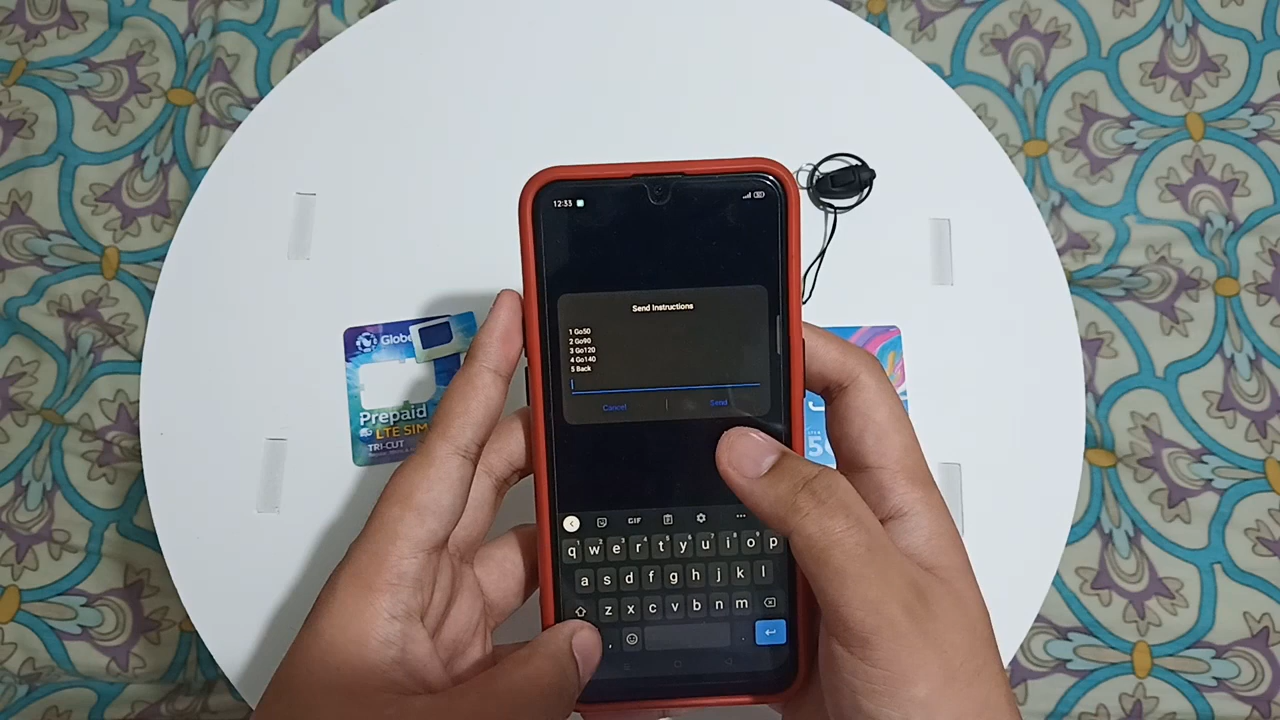 12:33
Send Instructions
1 Go50
2 Go90
3 Go120
4 Go140
5 Back
Cancel
Send
GIF
q w e r t y u i o p
a s d f g h j k l
z x c v b n m
, .
Globe
Prepaid
LTE SIM
TRI-CUT
5